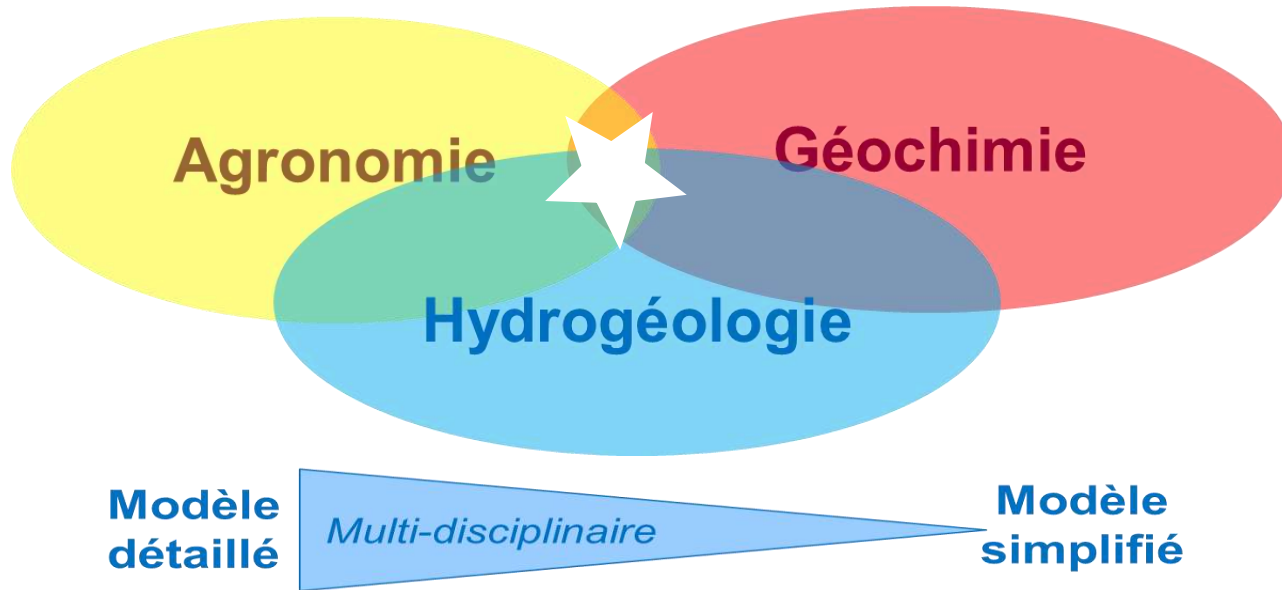 Agronomie
Géochimie
Hydrogéologie
Modèle
détaillé
Multi-disciplinaire
Modèle
simplifié